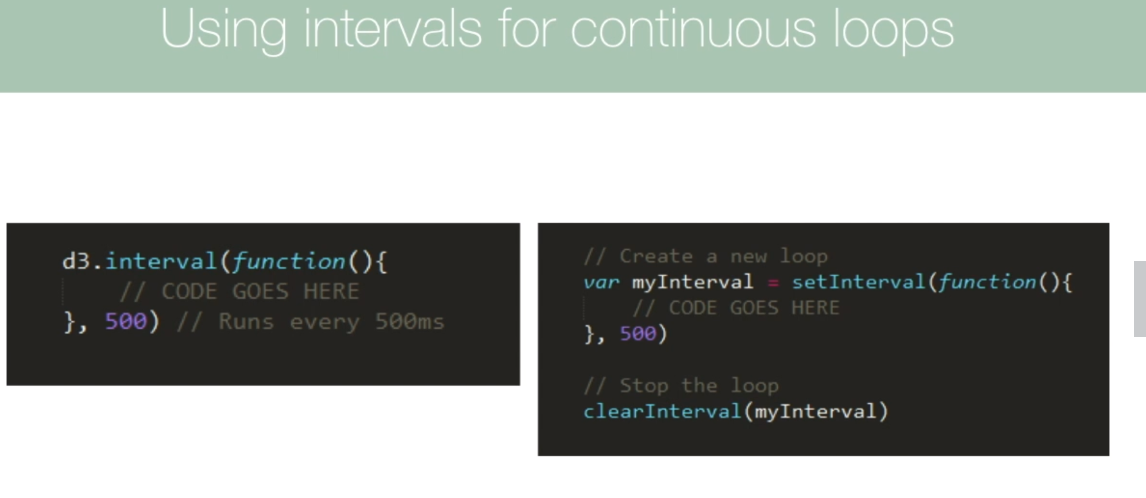 Using intervals for continuous loops
d3.interval(function(){
// CODE GOES HERE
}, 500) // Runs every 500ms
// Create a new loop
var myInterval = setInterval(function(){
// CODE GOES HERE
}, 500)
// Stop the loop
clearInterval(myInterval)